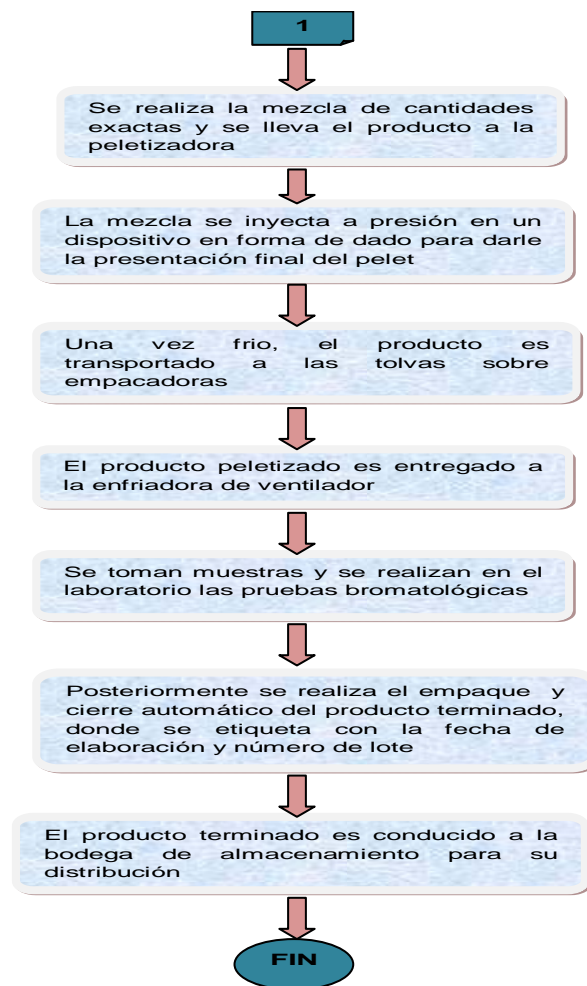 1
Se realiza la mezcla de cantidades
exactas y se lleva el producto a la
peletizadora
La mezcla se inyecta a presión en un
dispositivo en forma de dado para darle
la presentación final del pelet
Una vez frio, el producto es
transportado a las tolvas sobre
empacadoras
El producto peletizado es entregado a
la enfriadora de ventilador
Se toman muestras y se realizan en el
laboratorio las pruebas bromatológicas
Posteriormente se realiza el empaque y
cierre automático del producto terminado,
donde se etiqueta con la fecha de
elaboración y número de lote
El producto terminado es conducido a la
bodega de almacenamiento para su
distribución
FIN